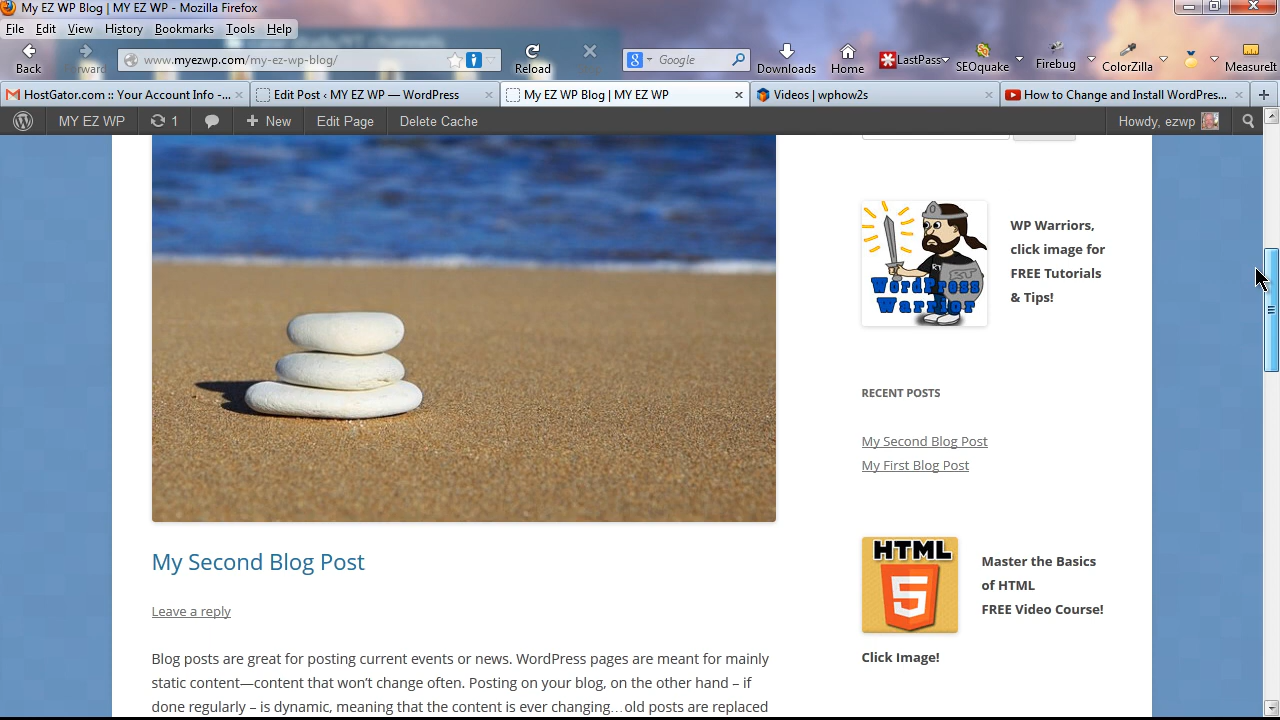 My EZ WP Blog | MY EZ WP - Mozilla Firefox
File Edit View History Bookmarks Tools Help
Back Forward www.myezwp.com/my-ez-wp-blog/ Reload Google Downloads Home LastPass SEOquake Firebug ColorZilla MeasureIt
HostGator.com :: Your Account Info -... Edit Post ‹ MY EZ WP — WordPress My EZ WP Blog | MY EZ WP Videos | wphow2s How to Change and Install WordPres...
MY EZ WP 1 + New Edit Page Delete Cache Howdy, ezwp
WordPress
Warrior
RT
WP Warriors,
click image for
FREE Tutorials
& Tips!
RECENT POSTS
My Second Blog Post
My First Blog Post
HTML
5
Master the Basics
of HTML
FREE Video Course!
Click Image!
My Second Blog Post
Leave a reply
Blog posts are great for posting current events or news. WordPress pages are meant for mainly
static content—content that won't change often. Posting on your blog, on the other hand – if
done regularly – is dynamic, meaning that the content is ever changing…old posts are replaced